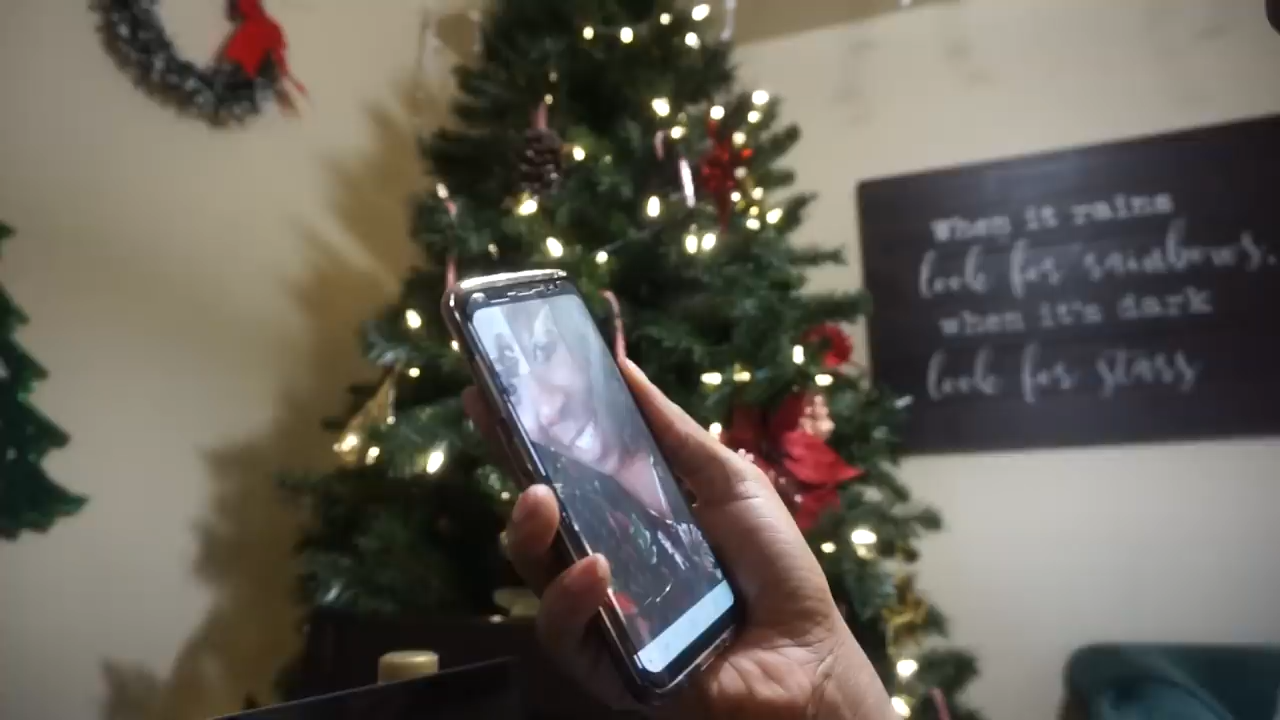 When it rains
look for rainbows.
when it's dark
look for stars